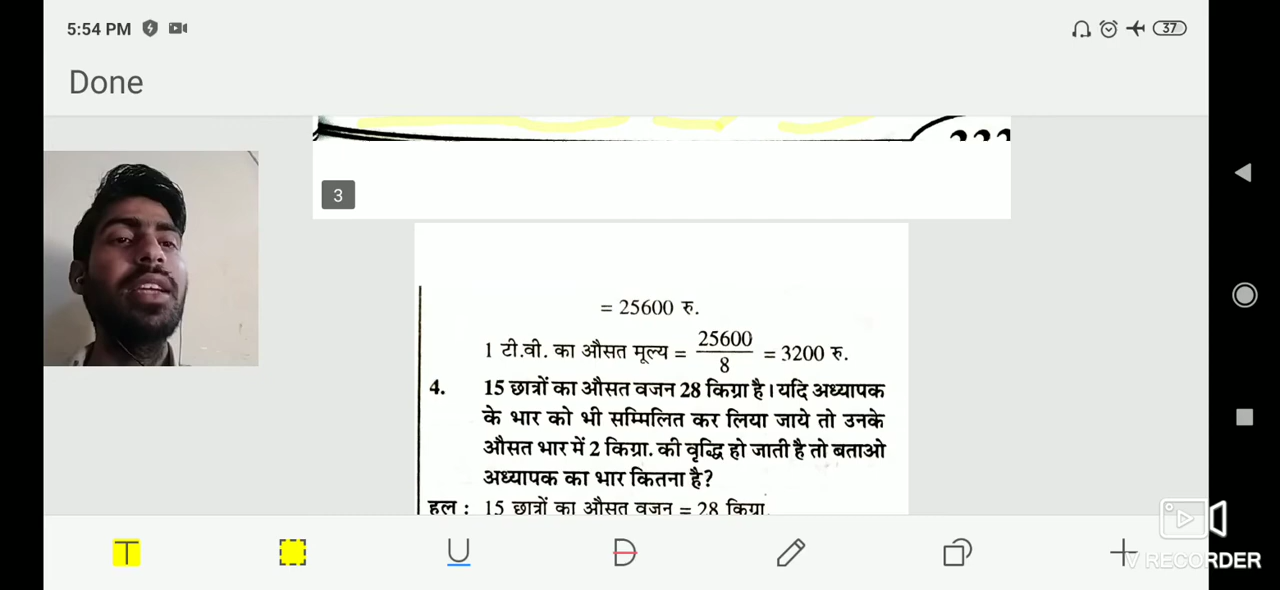 5:54 PM
37
Done
3
= 25600 रु.
1 टी.वी. का औसत मूल्य = 25600/8 = 3200 रु.
4. 15 छात्रों का औसत वजन 28 किग्रा है। यदि अध्यापक
के भार को भी सम्मिलित कर लिया जाये तो उनके
औसत भार में 2 किग्रा. की वृद्धि हो जाती है तो बताओ
अध्यापक का भार कितना है?
हल : 15 छात्रों का औसत वजन = 28 किग्रा.
T U D
V RECORDER